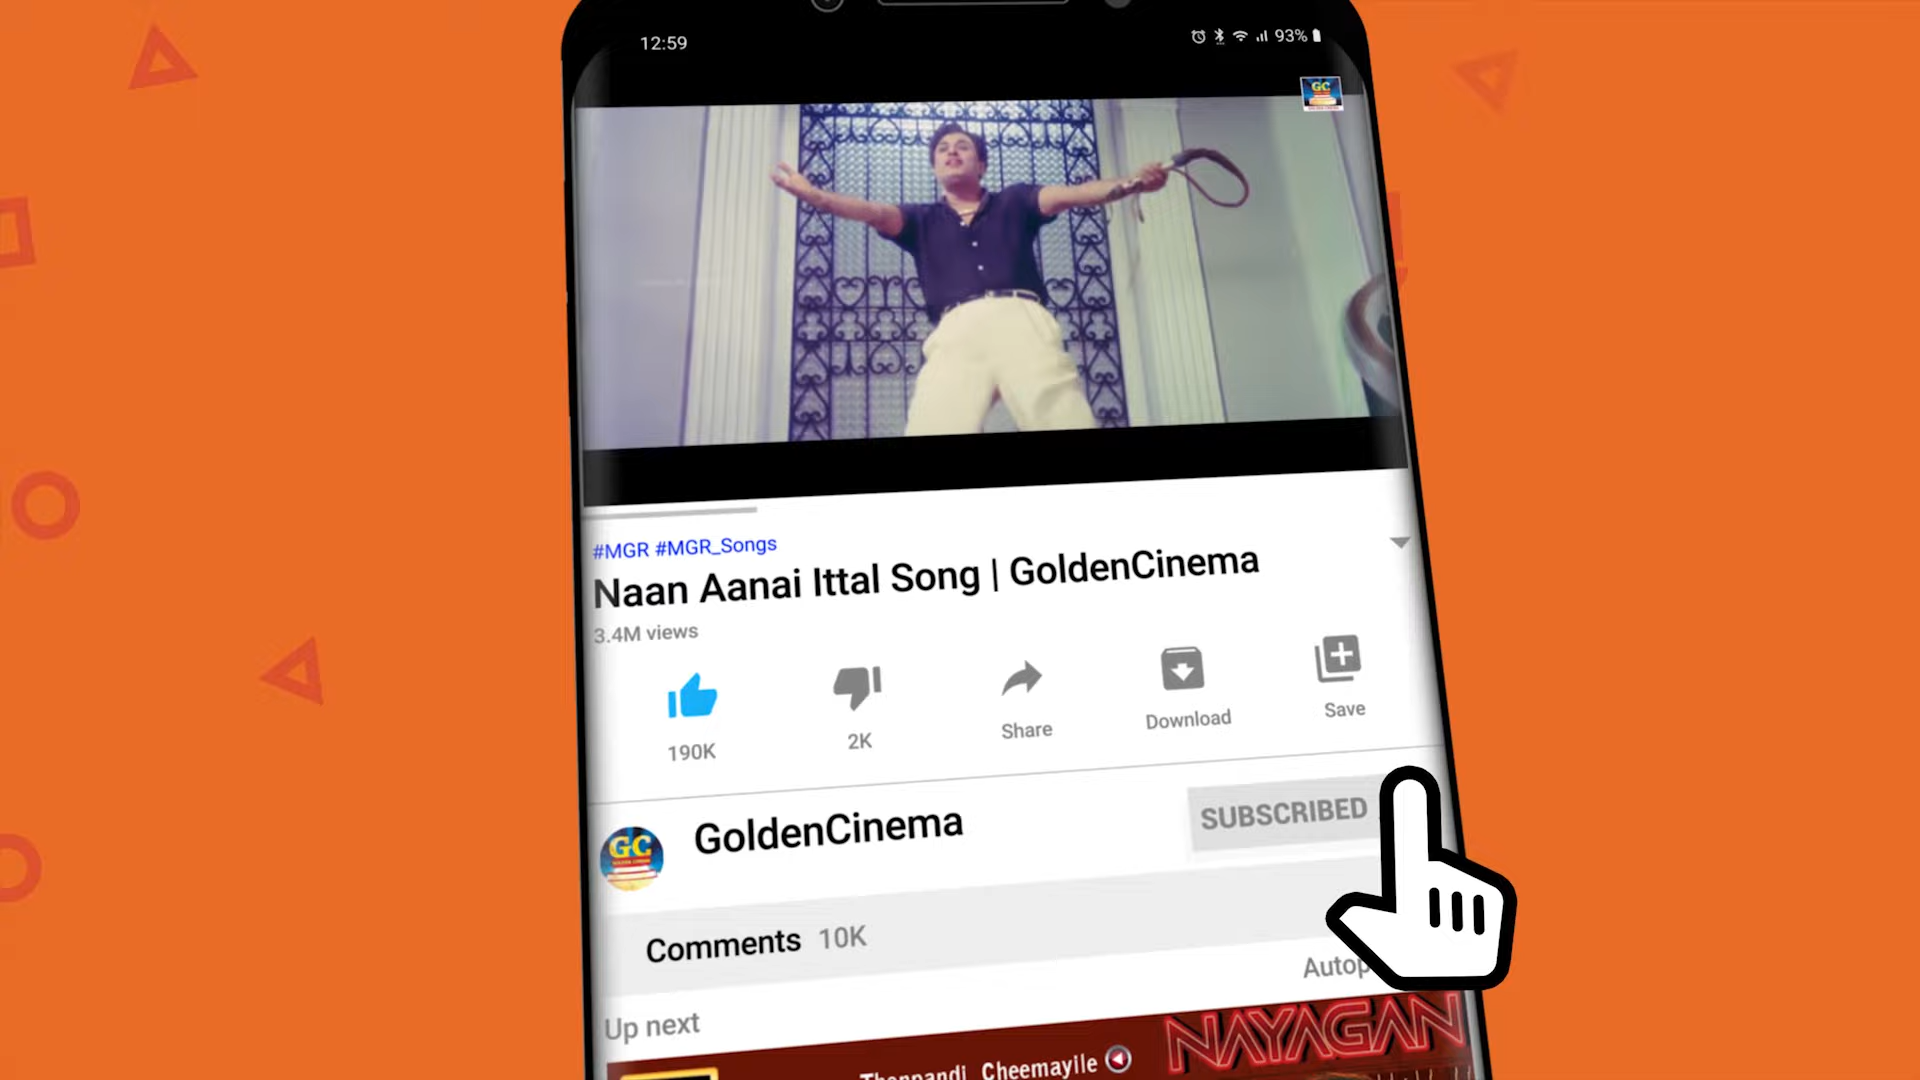 12:59
93%
GC
#MGR #MGR_Songs
Naan Aanai Ittal Song | GoldenCinema
3.4M views
190K
2K
Share
Download
Save
GC
GoldenCinema
SUBSCRIBED
Comments 10K
Up next
NAYAGAN
Cheemayile